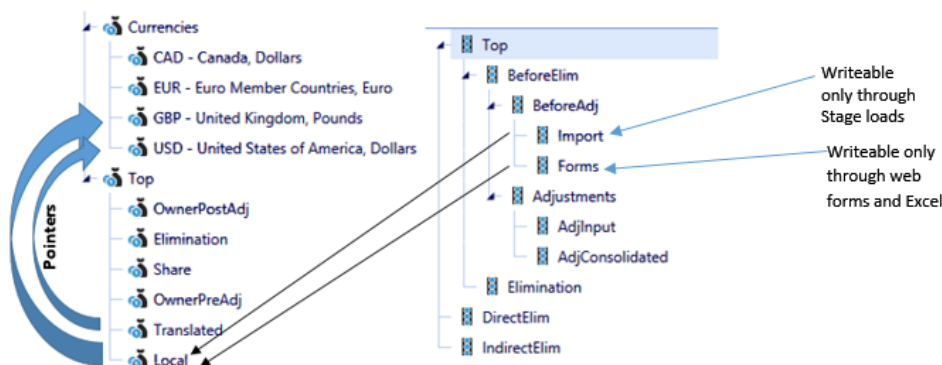 Currencies
CAD - Canada, Dollars
EUR - Euro Member Countries, Euro
GBP - United Kingdom, Pounds
USD - United States of America, Dollars
Top
OwnerPostAdj
Elimination
Share
OwnerPreAdj
Translated
Local
Pointers
Top
BeforeElim
BeforeAdj
Import
Forms
Adjustments
AdjInput
AdjConsolidated
Elimination
DirectElim
IndirectElim
Writeable
only through
Stage loads
Writeable only
through web
forms and Excel